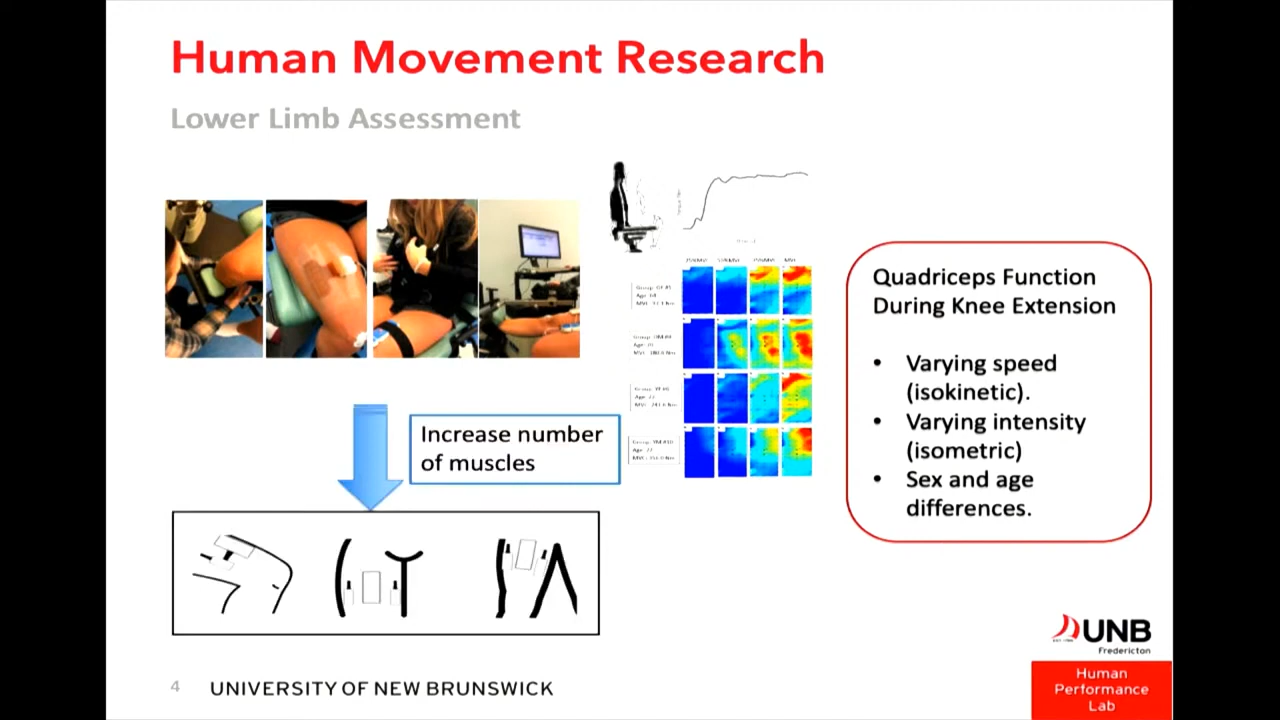 Human Movement Research
Lower Limb Assessment
Quadriceps Function
During Knee Extension
• Varying speed
(isokinetic).
• Varying intensity
(isometric)
• Sex and age
differences.
Increase number
of muscles
UNB
Fredericton
Human
Performance
Lab
4 UNIVERSITY OF NEW BRUNSWICK